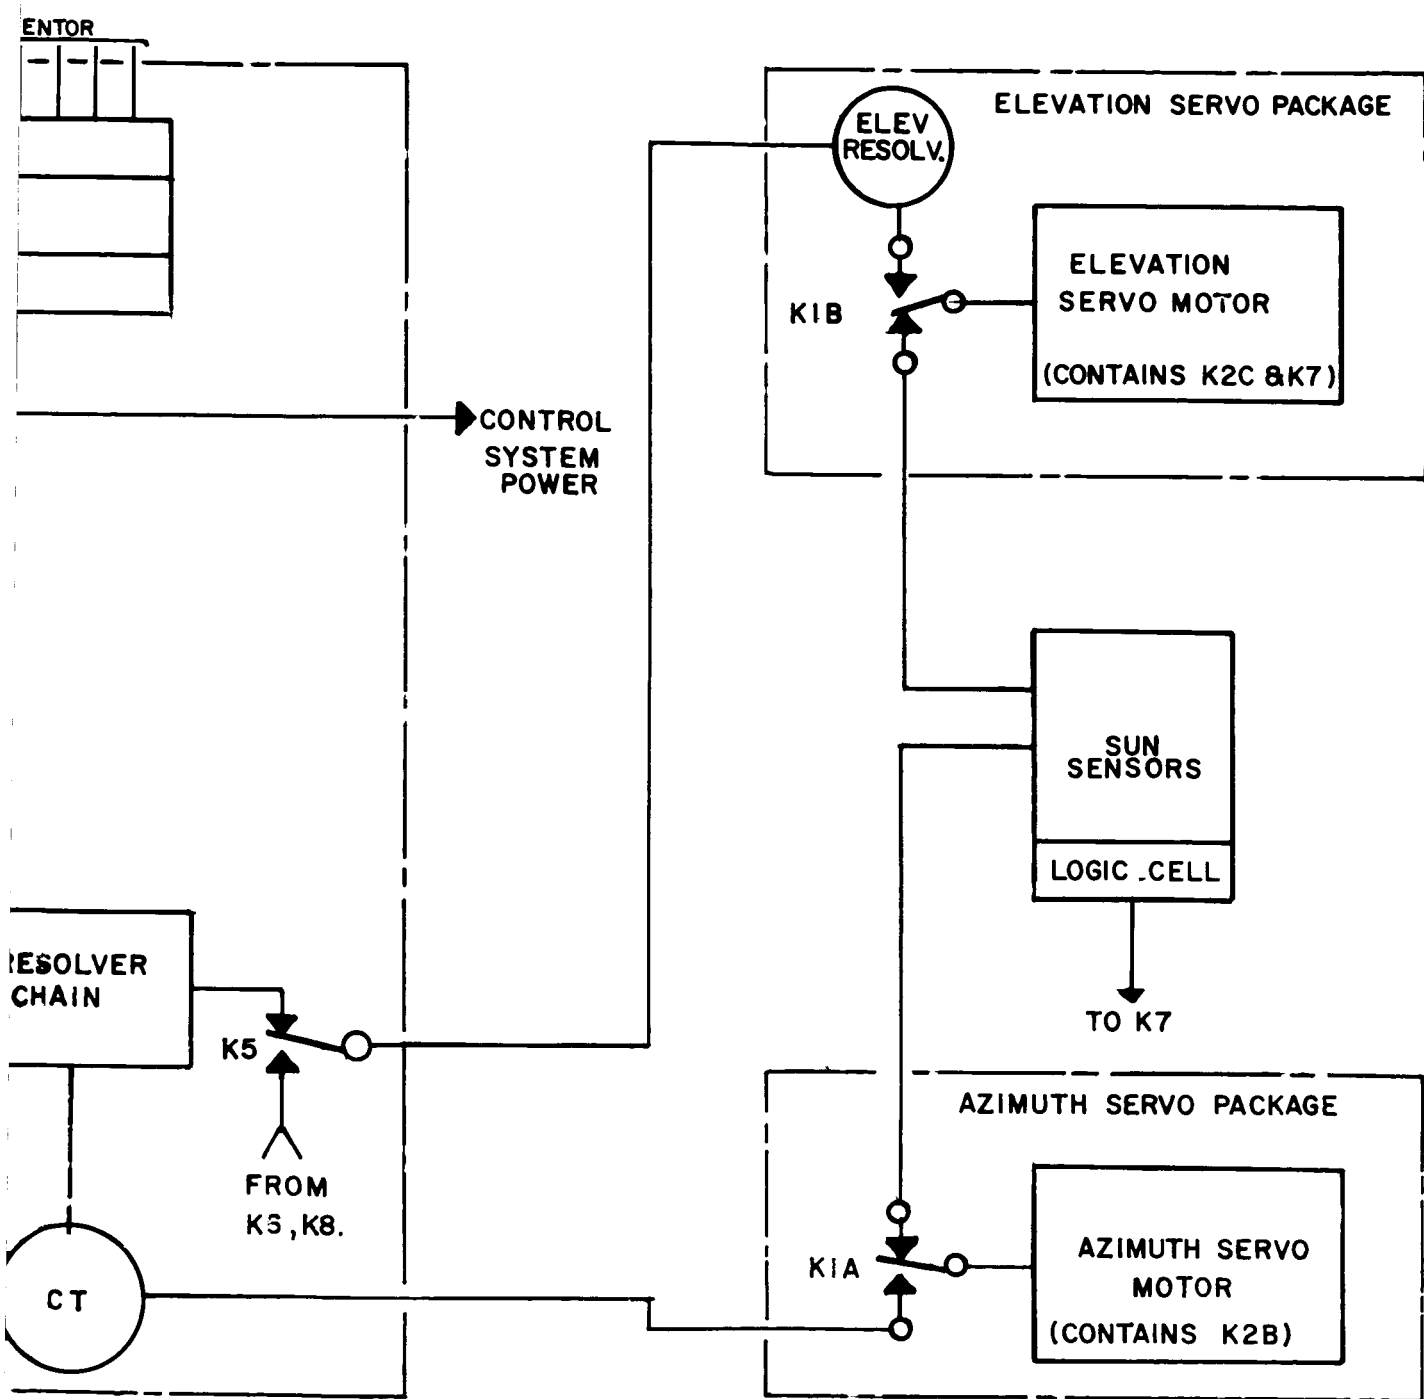 ENTOR
ELEVATION SERVO PACKAGE
ELEV
RESOLV.
ELEVATION
SERVO MOTOR
(CONTAINS K2C & K7)
K1B
CONTROL
SYSTEM
POWER
SUN
SENSORS
LOGIC CELL
TO K7
RESOLVER
CHAIN
K5
FROM
K6, K8.
CT
AZIMUTH SERVO PACKAGE
K1A
AZIMUTH SERVO
MOTOR
(CONTAINS K2B)